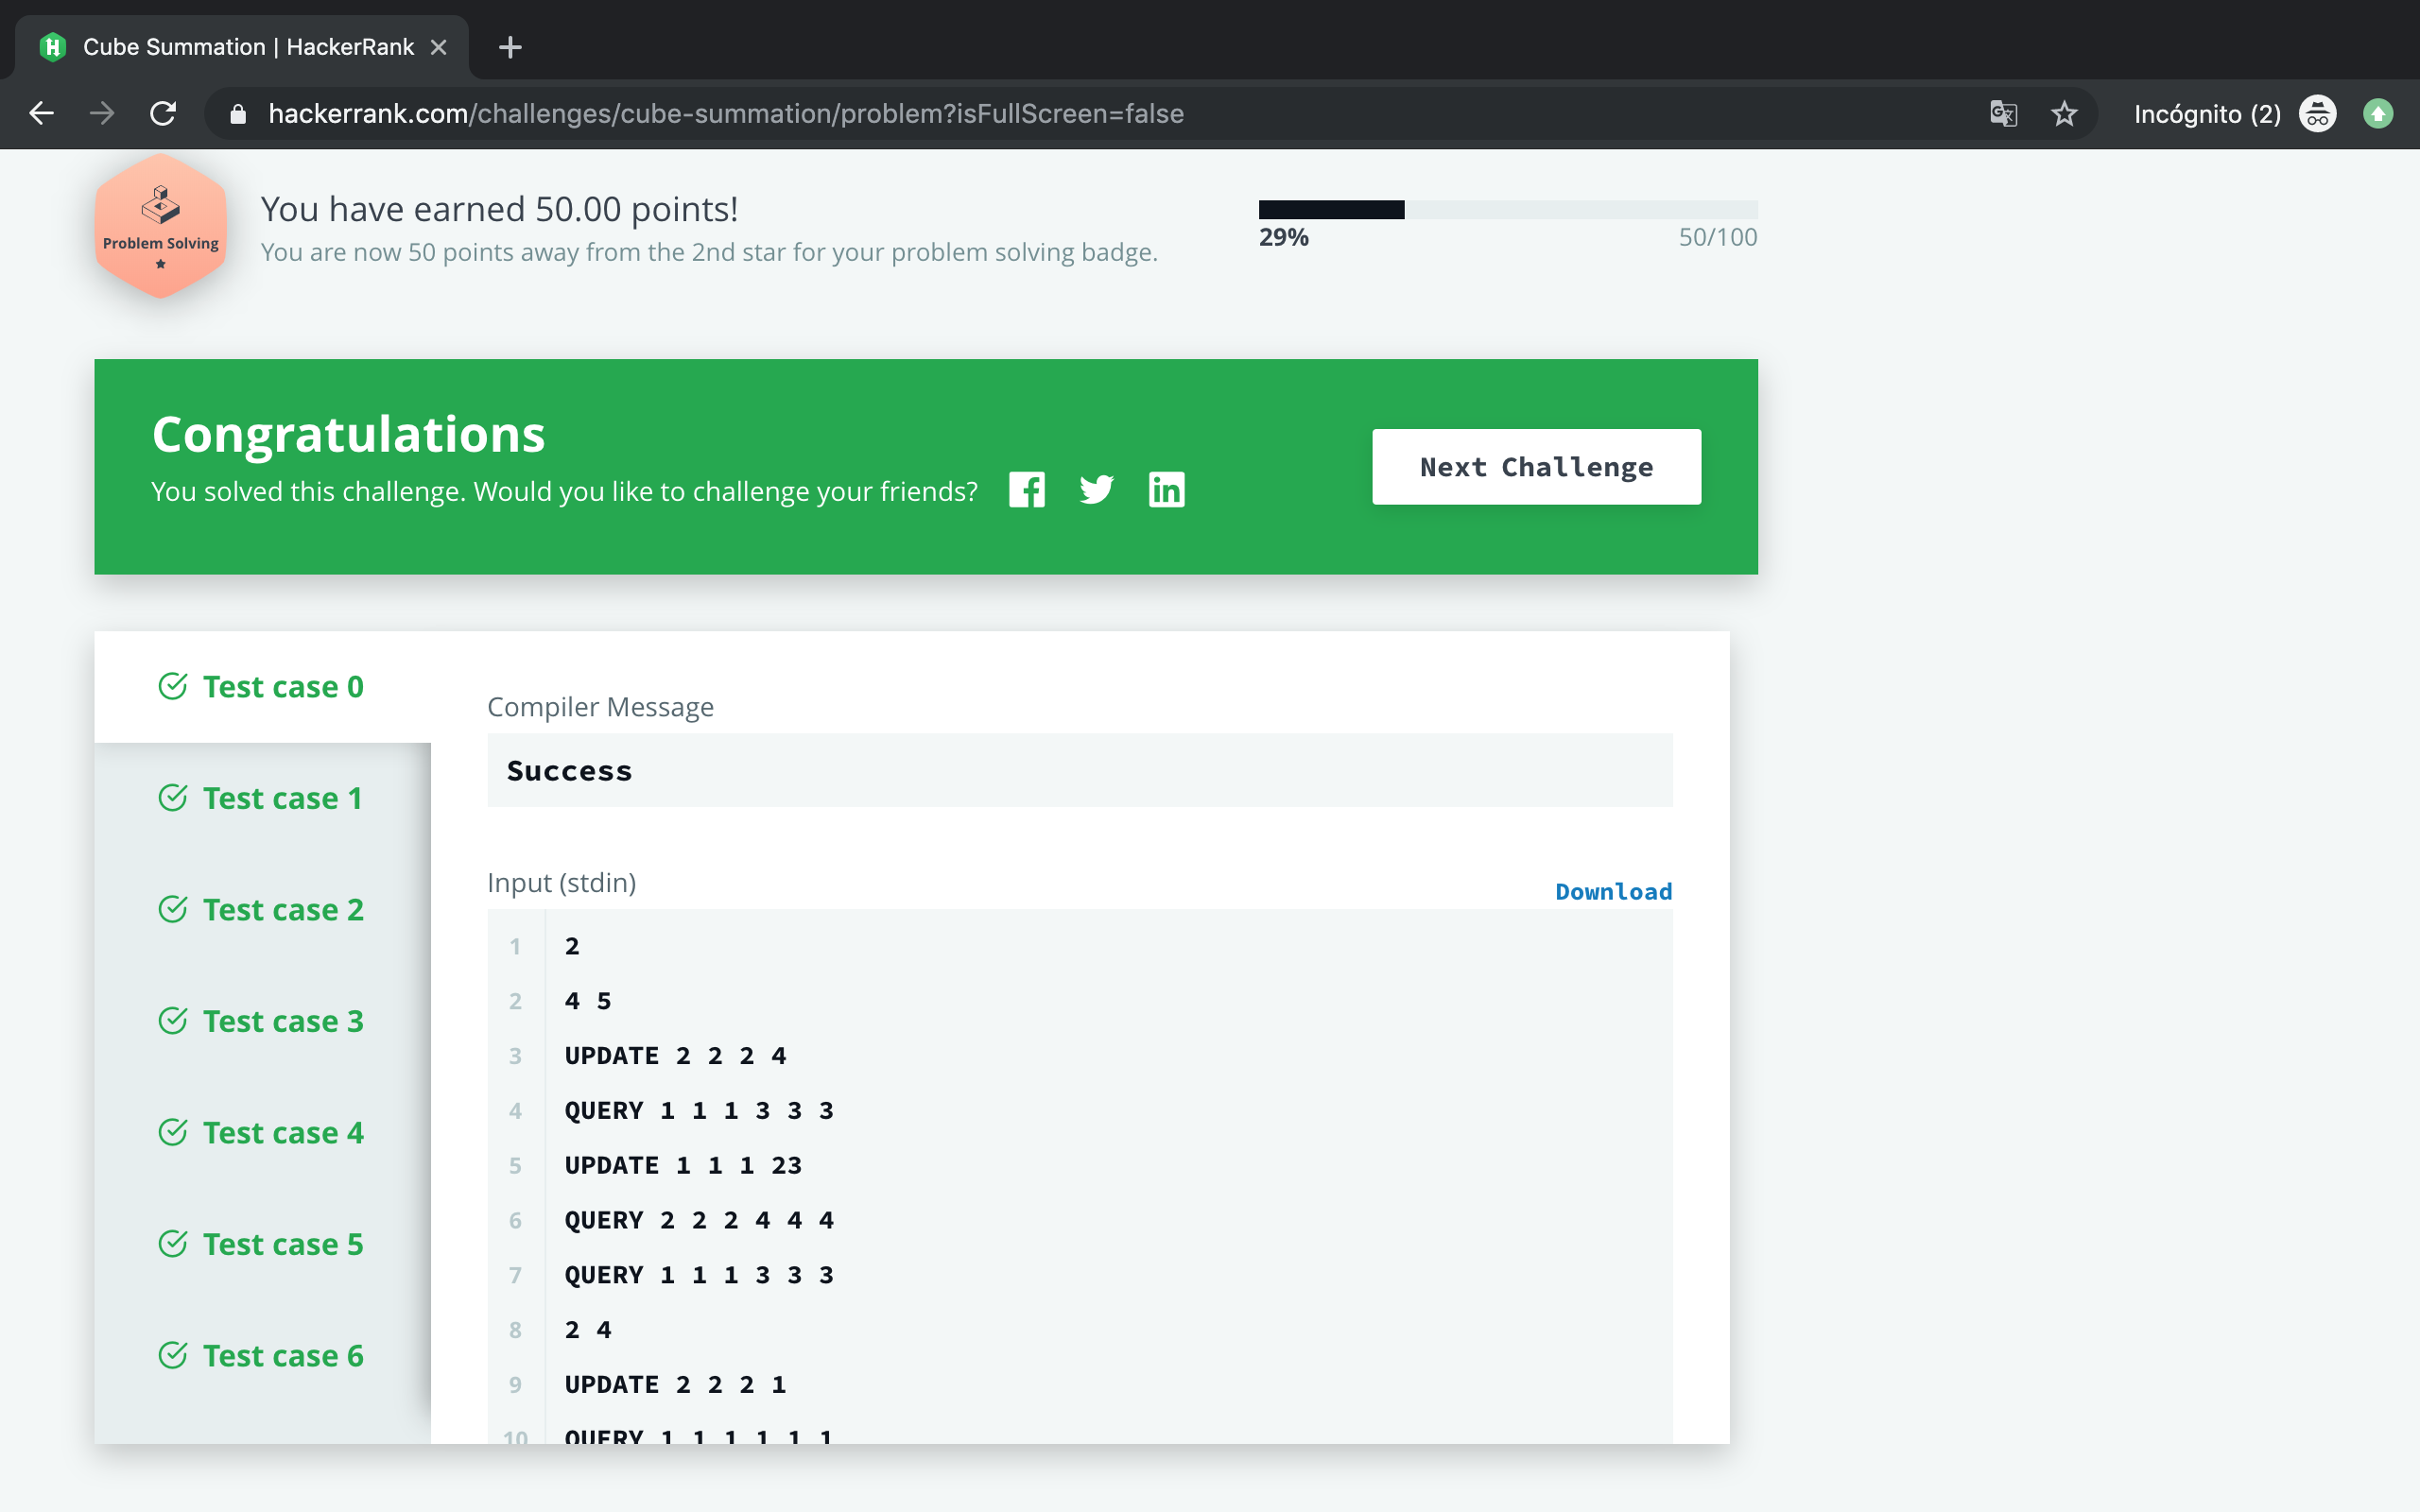 Cube Summation | HackerRank
hackerrank.com/challenges/cube-summation/problem?isFullScreen=false
Incógnito (2)
Problem Solving
You have earned 50.00 points!
You are now 50 points away from the 2nd star for your problem solving badge.
29%
50/100
Congratulations
You solved this challenge. Would you like to challenge your friends?
Next Challenge
Test case 0
Test case 1
Test case 2
Test case 3
Test case 4
Test case 5
Test case 6
Compiler Message
Success
Input (stdin)
Download
1 2
2 4 5
3 UPDATE 2 2 2 4
4 QUERY 1 1 1 3 3 3
5 UPDATE 1 1 1 23
6 QUERY 2 2 2 4 4 4
7 QUERY 1 1 1 3 3 3
8 2 4
9 UPDATE 2 2 2 1
10 QUERY 1 1 1 1 1 1